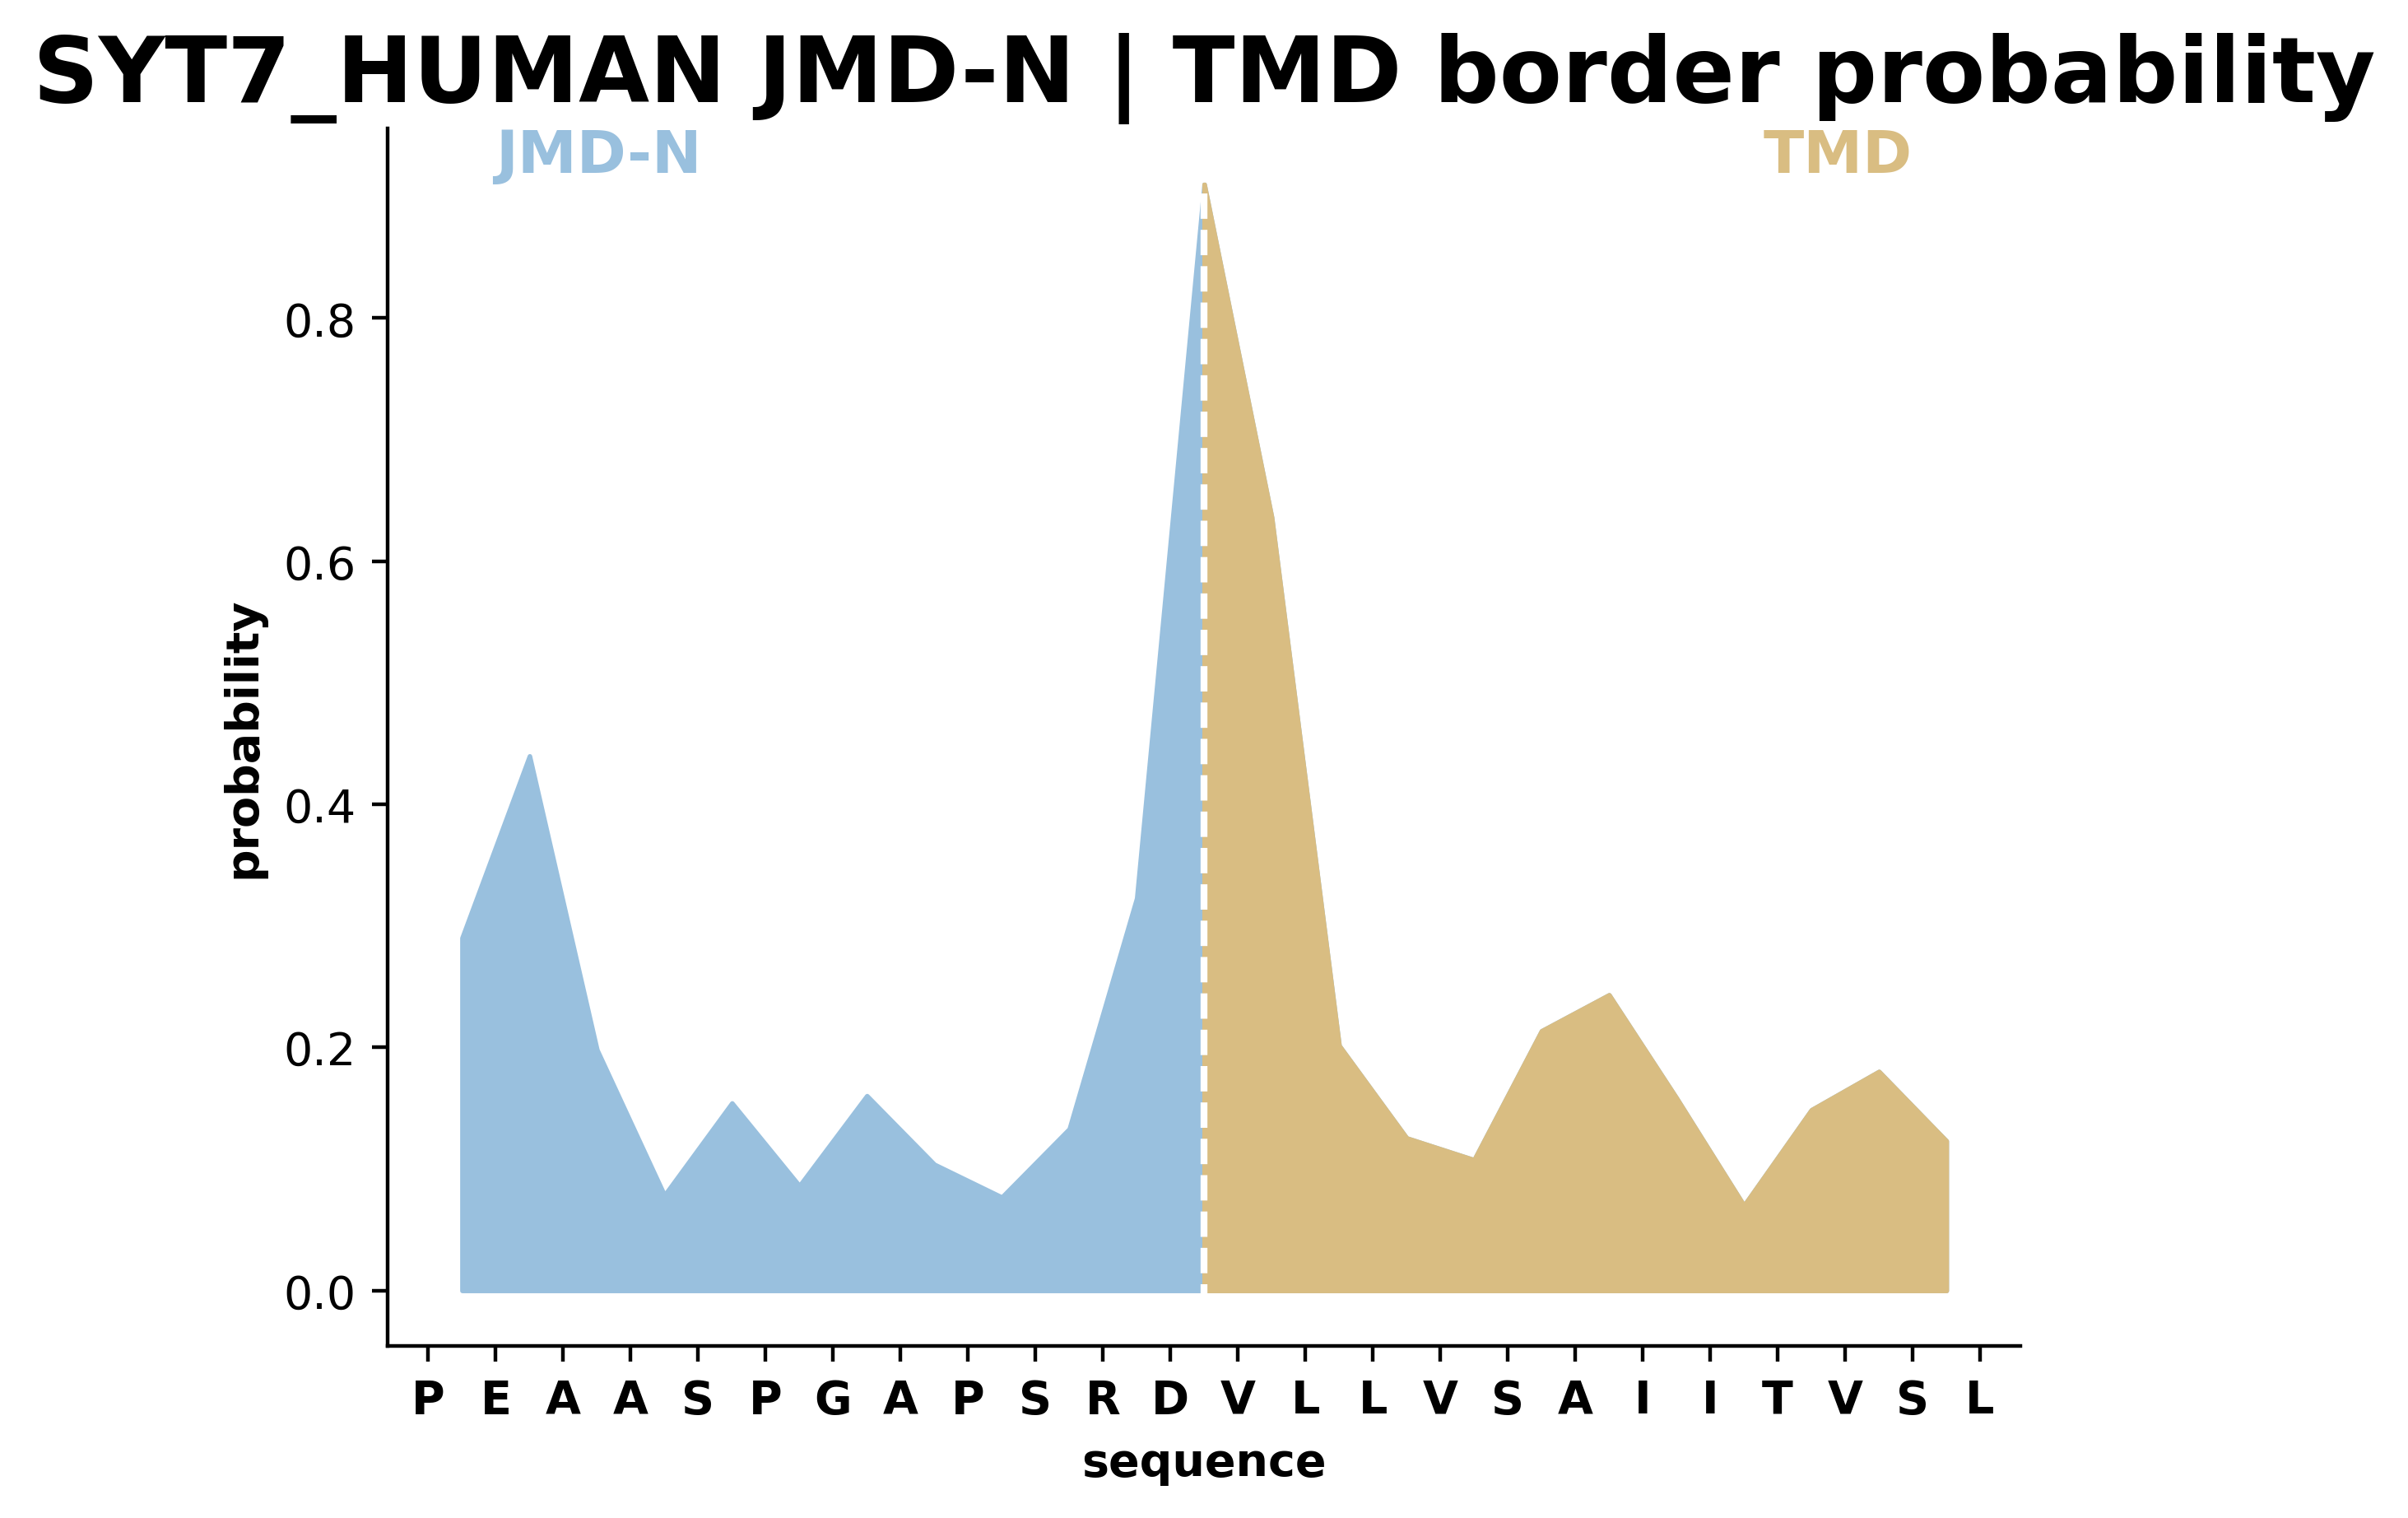 SYT7_HUMAN JMD-N | TMD border probability
JMD-N TMD
0.8
0.6
0.4
0.2
0.0
probability
P E A A S P G A P S R D V L L V S A I I T V S L
sequence